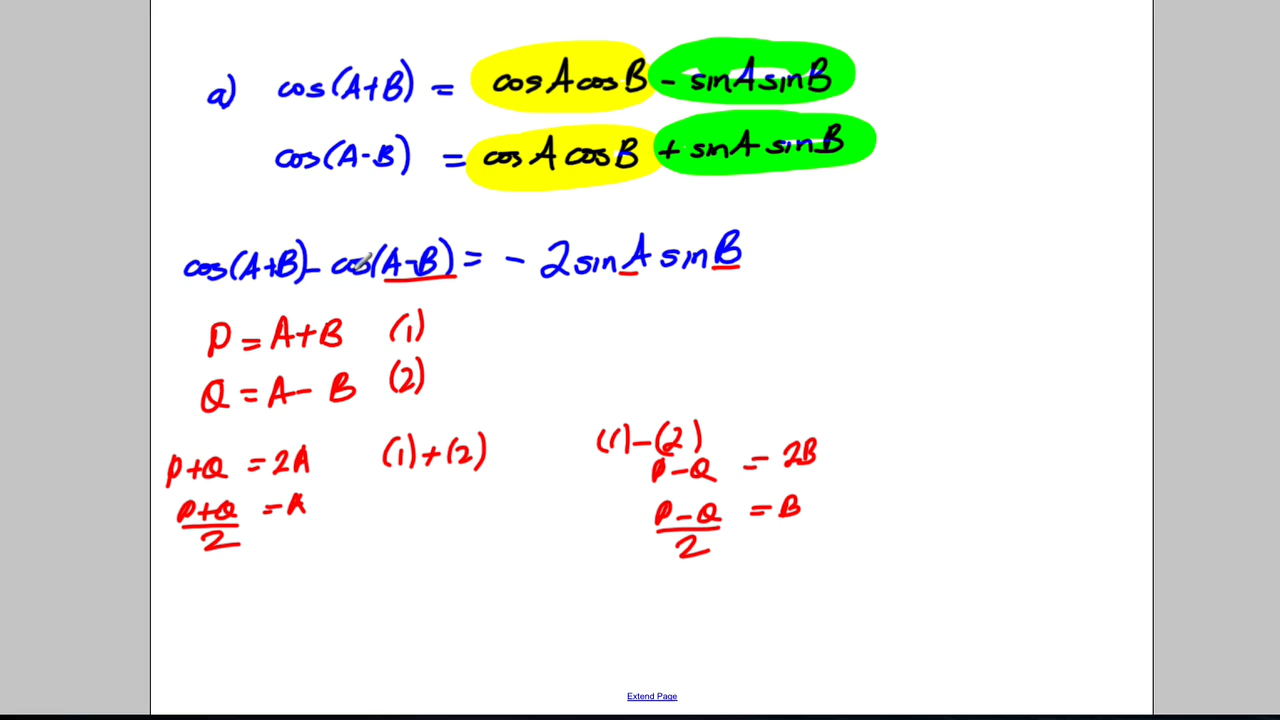 a) cos(A+B) = cosAcosB - sinAsinB
cos(A-B) = cosAcosB + sinAsinB
cos(A+B) - cos(A-B) = - 2sinAsinB
P = A+B (1)
Q = A-B (2)
P+Q = 2A (1)+(2)
P+Q/2 = A
(1)-(2)
P-Q = 2B
P-Q/2 = B
Extend Page